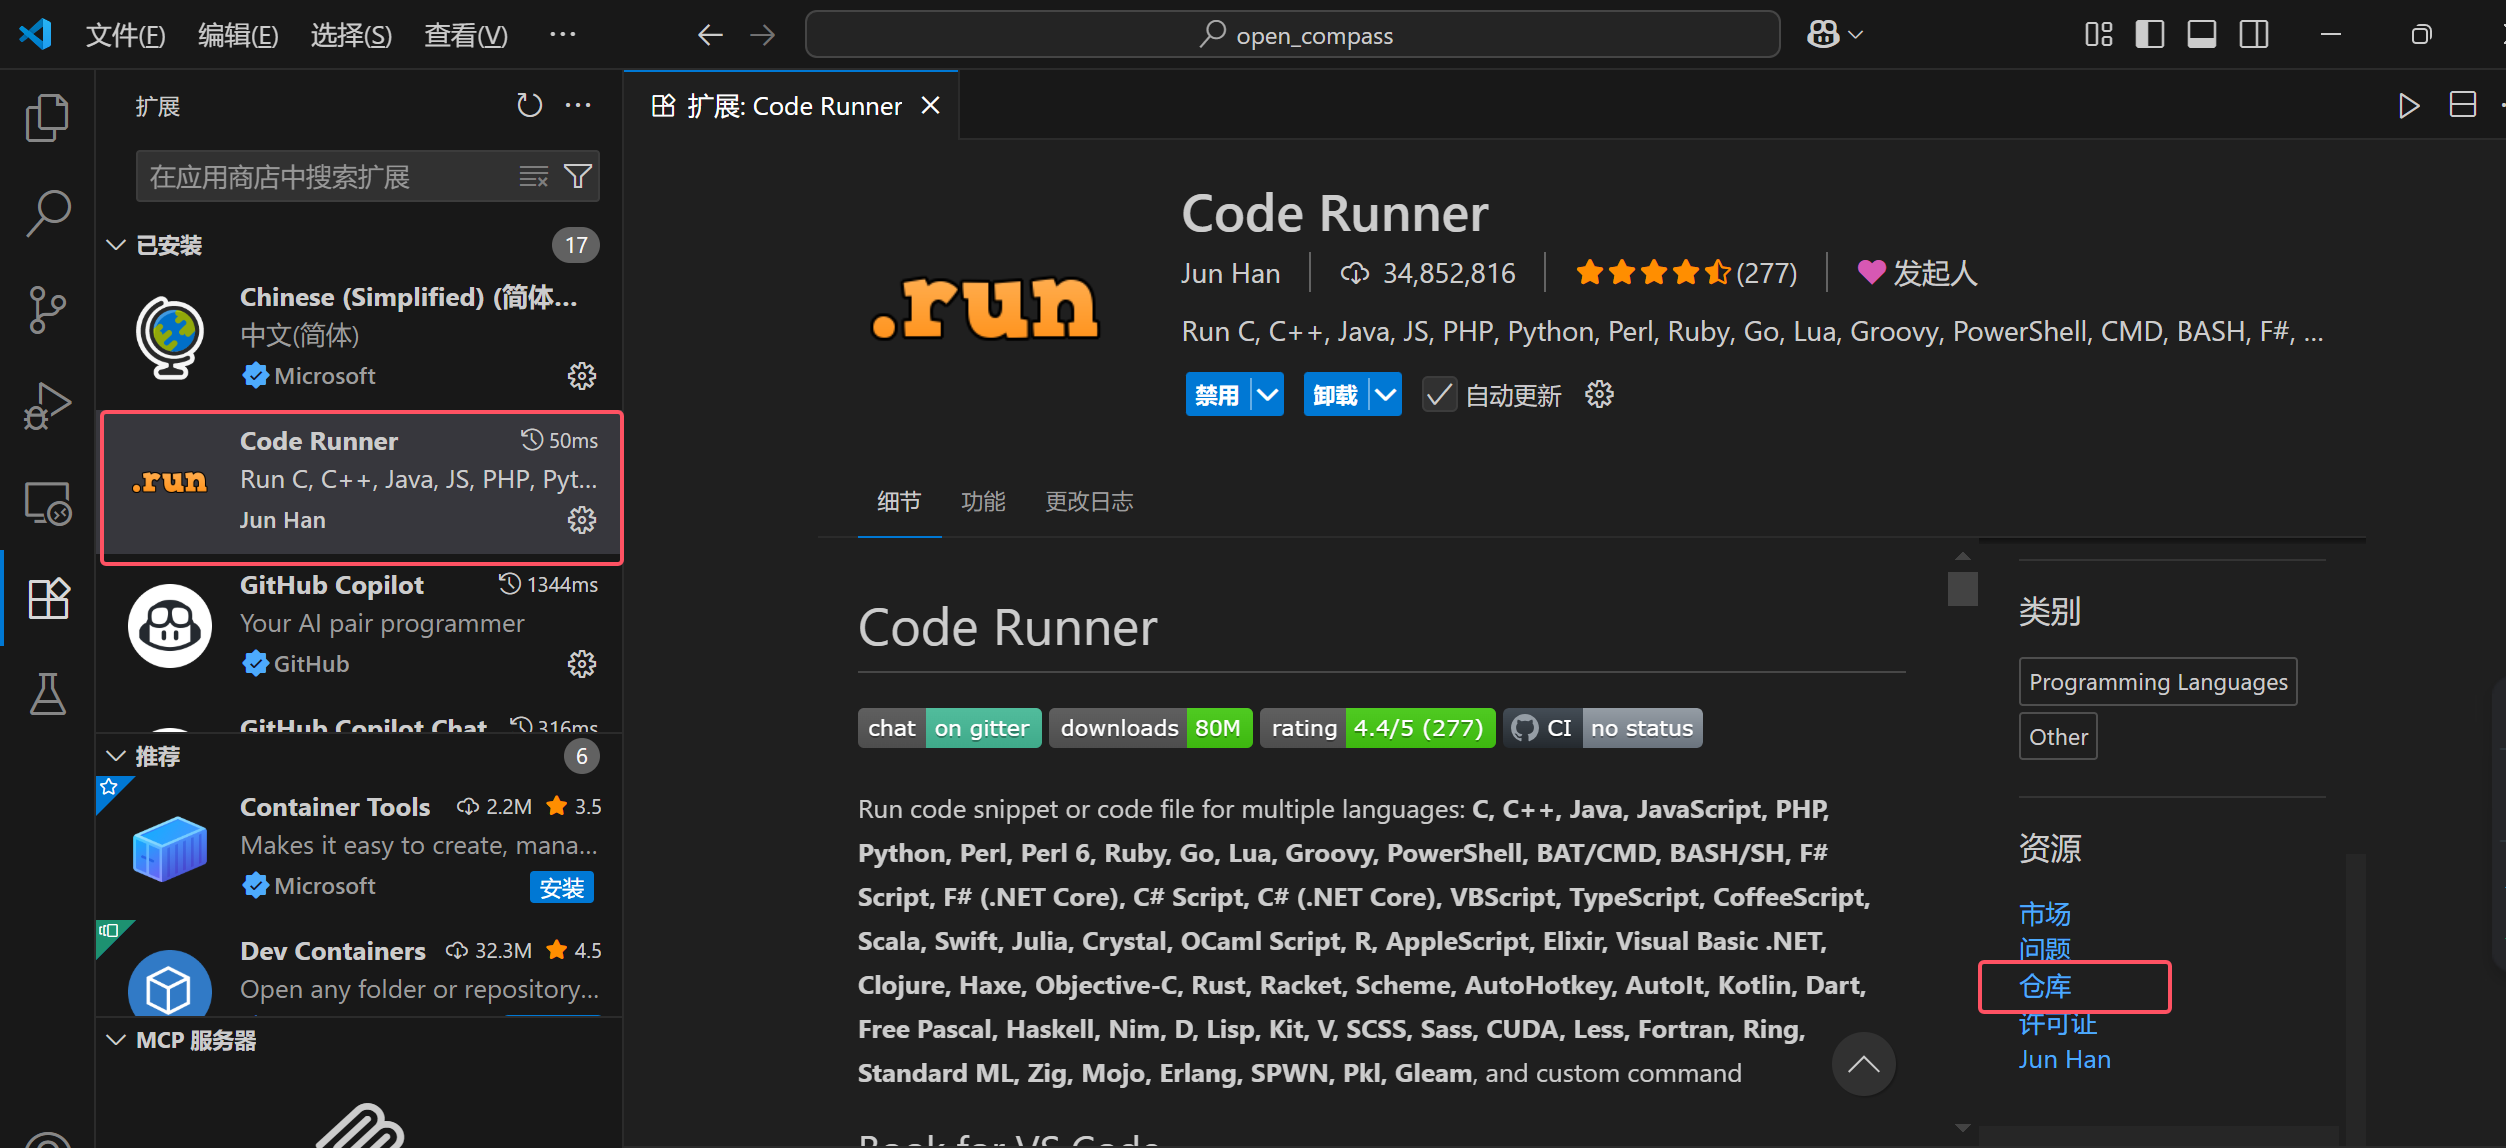 文件(F) 编辑(E) 选择(S) 查看(V) ··· open_compass
扩展
在应用商店中搜索扩展
已安装 17
Chinese (Simplified) (简体...
中文(简体)
Microsoft
Code Runner 50ms
Run C, C++, Java, JS, PHP, Pyt...
Jun Han
GitHub Copilot 1344ms
Your AI pair programmer
GitHub
GitHub Copilot Chat 316ms
推荐 6
Container Tools 2.2M 3.5
Makes it easy to create, mana...
Microsoft 安装
Dev Containers 32.3M 4.5
Open any folder or repository...
MCP 服务器
扩展: Code Runner
.run
Code Runner
Jun Han 34,852,816 (277) 发起人
Run C, C++, Java, JS, PHP, Python, Perl, Ruby, Go, Lua, Groovy, PowerShell, CMD, BASH, F#, ...
禁用 卸载 自动更新
细节 功能 更改日志
Code Runner
chat on gitter downloads 80M rating 4.4/5 (277) CI no status
Run code snippet or code file for multiple languages: C, C++, Java, JavaScript, PHP,
Python, Perl, Perl 6, Ruby, Go, Lua, Groovy, PowerShell, BAT/CMD, BASH/SH, F#
Script, F# (.NET Core), C# Script, C# (.NET Core), VBScript, TypeScript, CoffeeScript,
Scala, Swift, Julia, Crystal, OCaml Script, R, AppleScript, Elixir, Visual Basic .NET,
Clojure, Haxe, Objective-C, Rust, Racket, Scheme, AutoHotkey, AutoIt, Kotlin, Dart,
Free Pascal, Haskell, Nim, D, Lisp, Kit, V, SCSS, Sass, CUDA, Less, Fortran, Ring,
Standard ML, Zig, Mojo, Erlang, SPWN, Pkl, Gleam, and custom command
Book for VS Code
类别
Programming Languages
Other
资源
市场
问题
仓库
许可证
Jun Han
.run